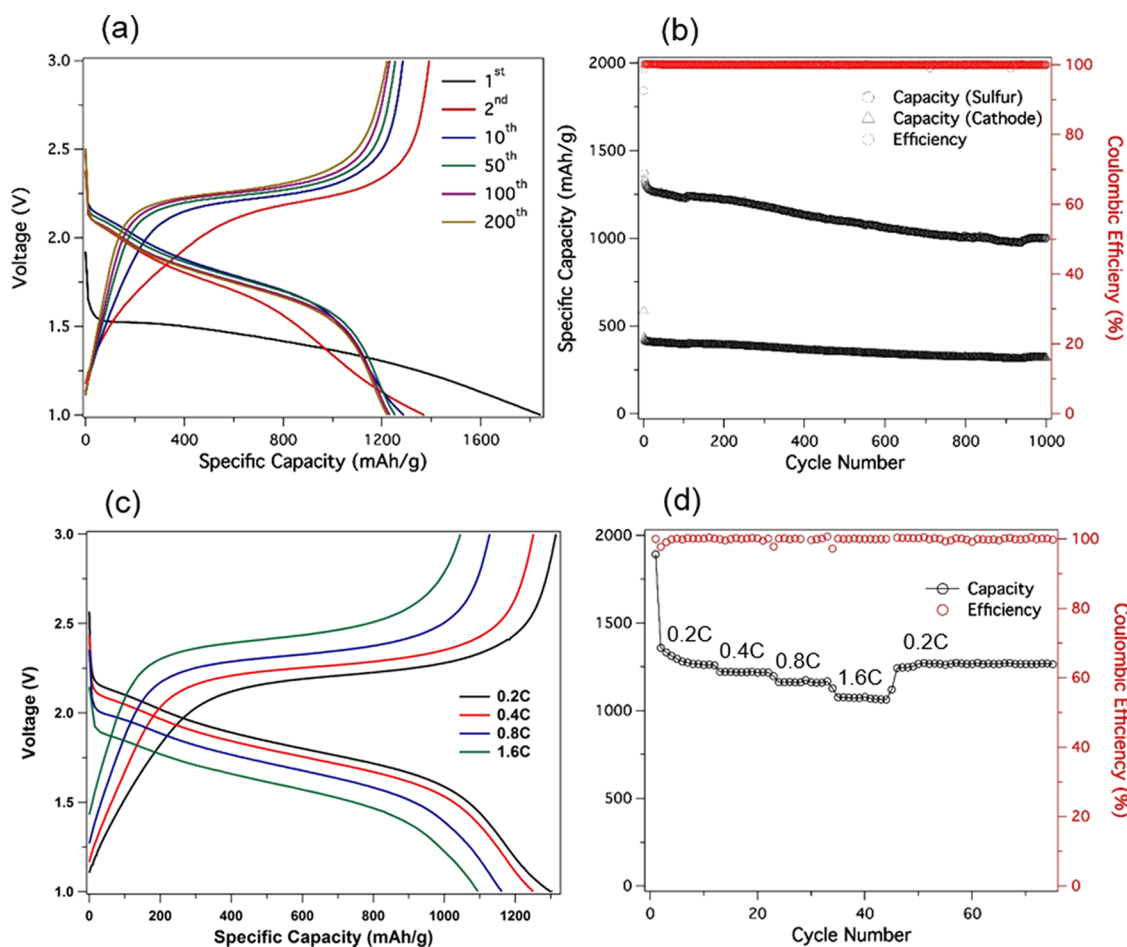 (a)
3.0
2.5
2.0
1.5
1.0
Voltage (V)
0
400
800
1200
1600
Specific Capacity (mAh/g)
1st
2nd
10th
50th
100th
200th
(b)
2000
1500
1000
500
0
Specific Capacity (mAh/g)
Capacity (Sulfur)
Capacity (Cathode)
Efficiency
100
80
60
40
20
0
Coulombic Efficieny (%)
0
200
400
600
800
1000
Cycle Number
(c)
3.0
2.5
2.0
1.5
1.0
Voltage (V)
0.2C
0.4C
0.8C
1.6C
0
200
400
600
800
1000
1200
Specific Capacity (mAh/g)
(d)
2000
1500
1000
500
0
Capacity
Efficiency
0.2C
0.4C
0.8C
1.6C
0.2C
100
80
60
40
20
0
Coulombic Efficiency (%)
0
20
40
60
Cycle Number